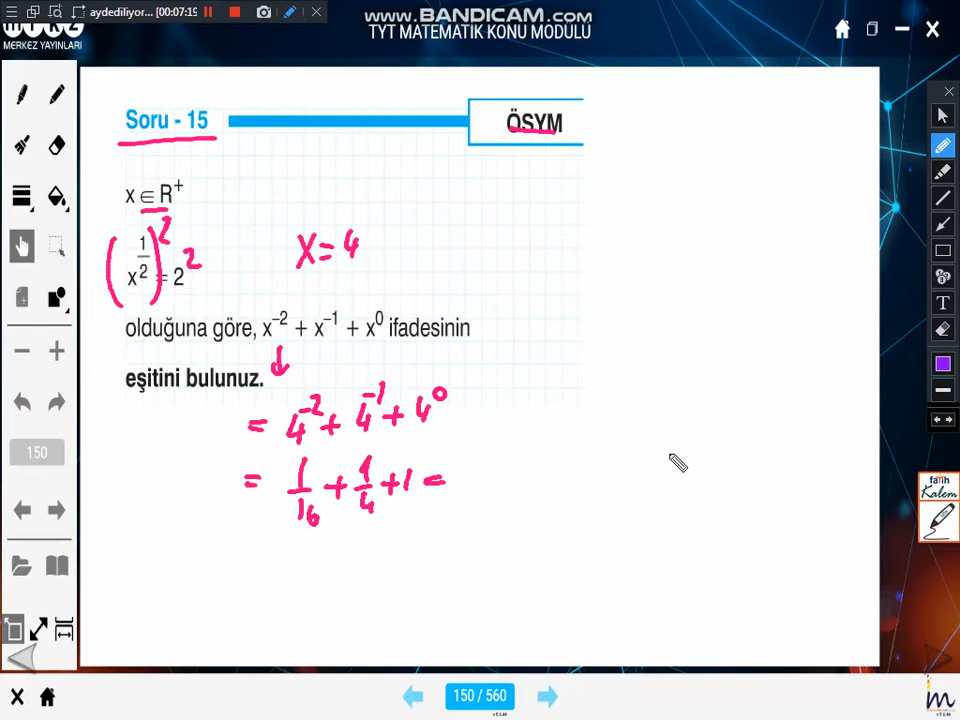 aydediliyor... [00:07:19
WWW.BANDICAM.COM
MERKEZ YAYINLARI
TYT MATEMATİK KONU MODULÜ
Soru - 15
ÖSYM
x ∈ R⁺
(x^(1/2))² = 2²
X = 4
olduğuna göre, x⁻² + x⁻¹ + x⁰ ifadesinin
eşitini bulunuz.
= 4⁻² + 4⁻¹ + 4⁰
= 1/16 + 1/4 + 1 =
T
150
fatih
Kalem
150 / 560